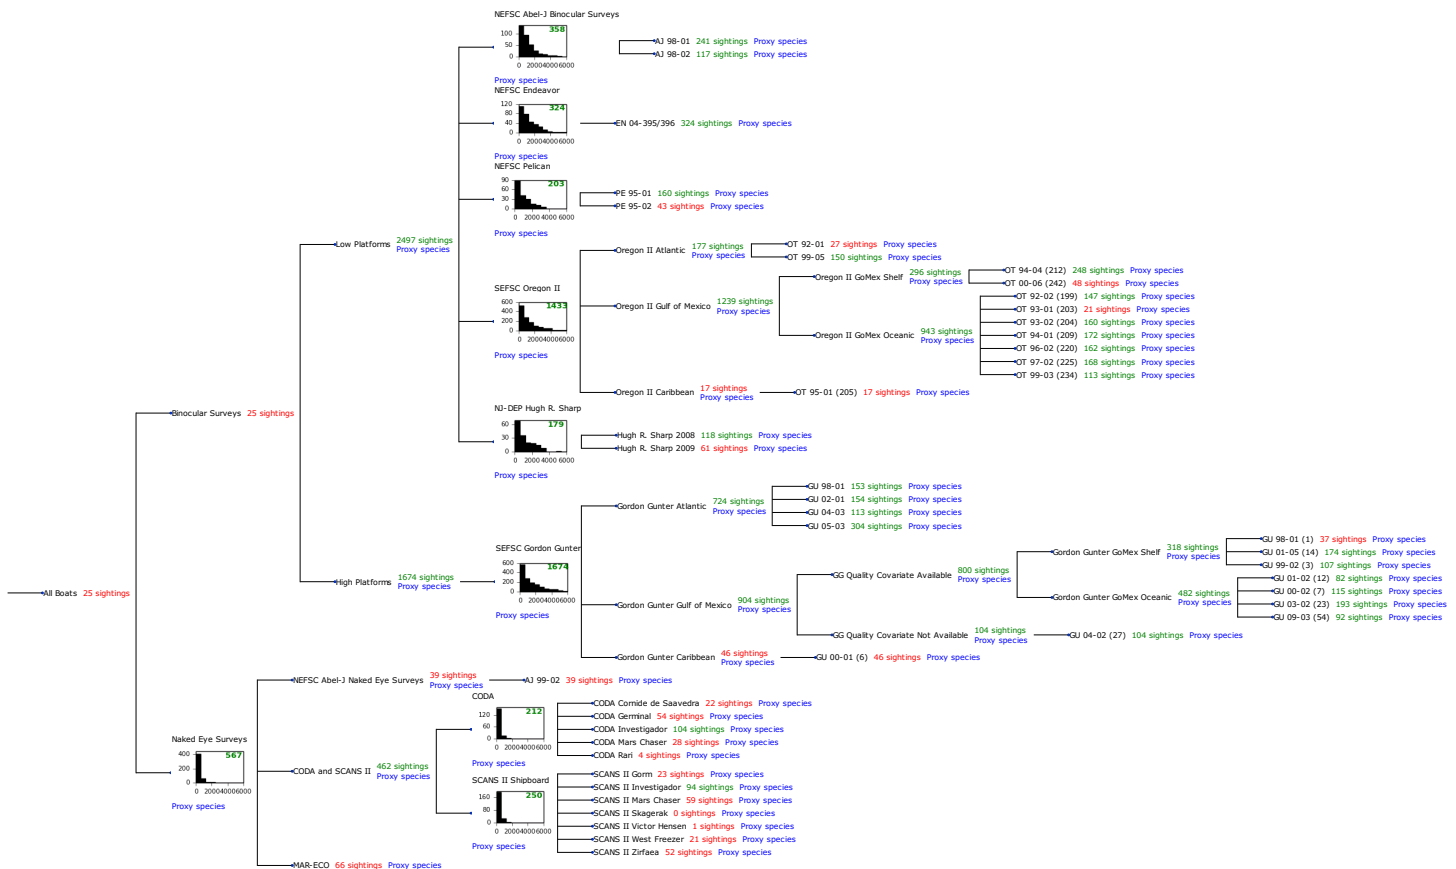 All Boats 25 sightings
Binocular Surveys 25 sightings
Low Platforms 2497 sightings
Proxy species
NEFSC Abel-J Binocular Surveys
358
100
50
0
0 2000 4000 6000
Proxy species
AJ 98-01 241 sightings Proxy species
AJ 98-02 117 sightings Proxy species
NEFSC Endeavor
324
120
80
40
0
0 2000 4000 6000
Proxy species
EN 04-395/396 324 sightings Proxy species
NEFSC Pelican
203
90
60
30
0
0 2000 4000 6000
Proxy species
PE 95-01 160 sightings Proxy species
PE 95-02 43 sightings Proxy species
SEFSC Oregon II
1433
600
400
200
0
0 2000 4000 6000
Proxy species
Oregon II Atlantic 177 sightings
Proxy species
OT 92-01 27 sightings Proxy species
OT 99-05 150 sightings Proxy species
Oregon II Gulf of Mexico 1239 sightings
Proxy species
Oregon II GoMex Shelf 296 sightings
Proxy species
OT 94-04 (212) 248 sightings Proxy species
OT 00-06 (242) 48 sightings Proxy species
Oregon II GoMex Oceanic 943 sightings
Proxy species
OT 92-02 (199) 147 sightings Proxy species
OT 93-01 (203) 21 sightings Proxy species
OT 93-02 (204) 160 sightings Proxy species
OT 94-01 (209) 172 sightings Proxy species
OT 96-02 (220) 162 sightings Proxy species
OT 97-02 (225) 168 sightings Proxy species
OT 99-03 (234) 113 sightings Proxy species
Oregon II Caribbean 17 sightings
Proxy species
OT 95-01 (205) 17 sightings Proxy species
NJ-DEP Hugh R. Sharp
179
60
30
0
0 2000 4000 6000
Proxy species
Hugh R. Sharp 2008 118 sightings Proxy species
Hugh R. Sharp 2009 61 sightings Proxy species
High Platforms 1674 sightings
Proxy species
SEFSC Gordon Gunter
1674
600
400
200
0
0 2000 4000 6000
Proxy species
Gordon Gunter Atlantic 724 sightings
Proxy species
GU 98-01 153 sightings Proxy species
GU 02-01 154 sightings Proxy species
GU 04-03 113 sightings Proxy species
GU 05-03 304 sightings Proxy species
Gordon Gunter Gulf of Mexico 904 sightings
Proxy species
GG Quality Covariate Available 800 sightings
Proxy species
Gordon Gunter GoMex Shelf 318 sightings
Proxy species
GU 98-01 (1) 37 sightings Proxy species
GU 01-05 (14) 174 sightings Proxy species
GU 99-02 (3) 107 sightings Proxy species
Gordon Gunter GoMex Oceanic 482 sightings
Proxy species
GU 01-02 (12) 82 sightings Proxy species
GU 00-02 (7) 115 sightings Proxy species
GU 03-02 (23) 193 sightings Proxy species
GU 09-03 (54) 92 sightings Proxy species
GG Quality Covariate Not Available 104 sightings
Proxy species
GU 04-02 (27) 104 sightings Proxy species
Gordon Gunter Caribbean 46 sightings
Proxy species
GU 00-01 (6) 46 sightings Proxy species
Naked Eye Surveys
567
400
200
0
0 2000 4000 6000
Proxy species
NEFSC Abel-J Naked Eye Surveys 39 sightings
Proxy species
AJ 99-02 39 sightings Proxy species
CODA and SCANS II 462 sightings
Proxy species
CODA
212
120
60
0
0 2000 4000 6000
Proxy species
CODA Cornide de Saavedra 22 sightings Proxy species
CODA Germinal 54 sightings Proxy species
CODA Investigador 104 sightings Proxy species
CODA Mars Chaser 28 sightings Proxy species
CODA Rari 4 sightings Proxy species
SCANS II Shipboard
250
160
80
0
0 2000 4000 6000
Proxy species
SCANS II Gorm 23 sightings Proxy species
SCANS II Investigador 94 sightings Proxy species
SCANS II Mars Chaser 59 sightings Proxy species
SCANS II Skagerak 0 sightings Proxy species
SCANS II Victor Hensen 1 sightings Proxy species
SCANS II West Freezer 21 sightings Proxy species
SCANS II Zirfaea 52 sightings Proxy species
MAR-ECO 66 sightings Proxy species